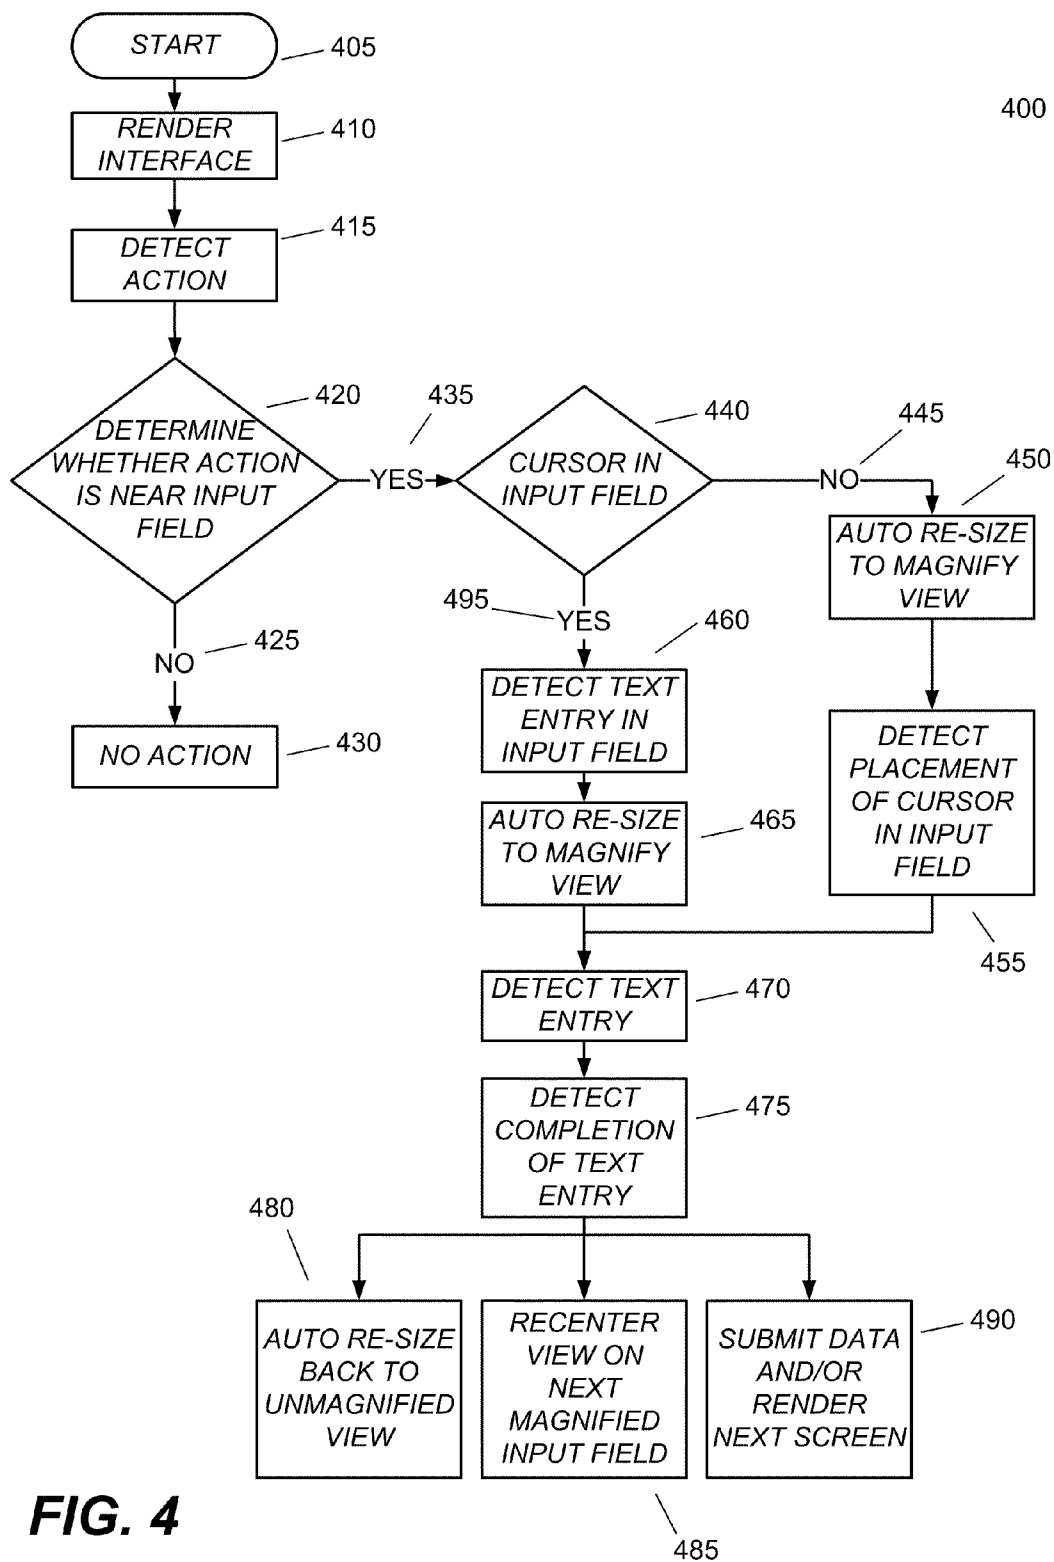 START
405
400
RENDER
INTERFACE
410
DETECT
ACTION
415
DETERMINE
WHETHER ACTION
IS NEAR INPUT
FIELD
420
435
YES
CURSOR IN
INPUT FIELD
440
445
NO
450
AUTO RE-SIZE
TO MAGNIFY
VIEW
425
NO
NO ACTION
430
495
YES
460
DETECT TEXT
ENTRY IN
INPUT FIELD
AUTO RE-SIZE
TO MAGNIFY
VIEW
465
DETECT
PLACEMENT
OF CURSOR
IN INPUT
FIELD
455
DETECT TEXT
ENTRY
470
DETECT
COMPLETION
OF TEXT
ENTRY
475
480
AUTO RE-SIZE
BACK TO
UNMAGNIFIED
VIEW
RECENTER
VIEW ON
NEXT
MAGNIFIED
INPUT FIELD
485
SUBMIT DATA
AND/OR
RENDER
NEXT SCREEN
490
FIG. 4